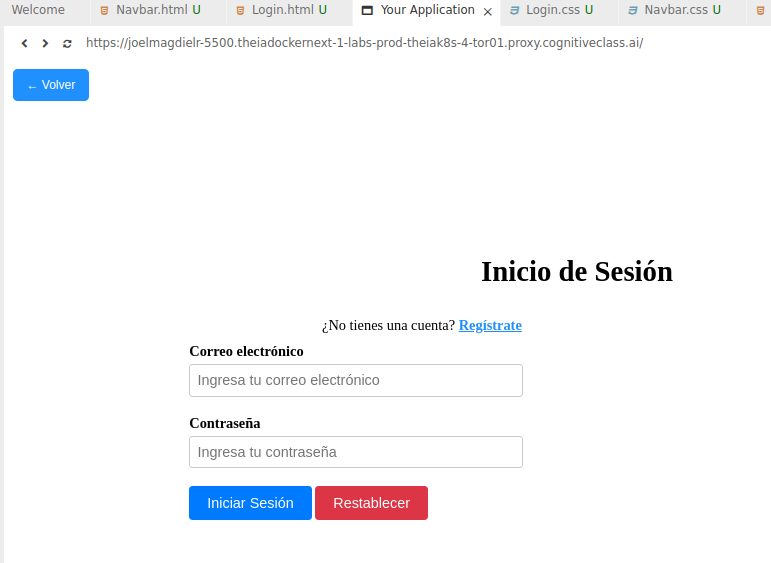 Welcome Navbar.html U Login.html U Your Application Login.css U Navbar.css U
https://joelmagdielr-5500.theiadockernext-1-labs-prod-theiak8s-4-tor01.proxy.cognitiveclass.ai/
← Volver
Inicio de Sesión
¿No tienes una cuenta? Regístrate
Correo electrónico
Ingresa tu correo electrónico
Contraseña
Ingresa tu contraseña
Iniciar Sesión Restablecer